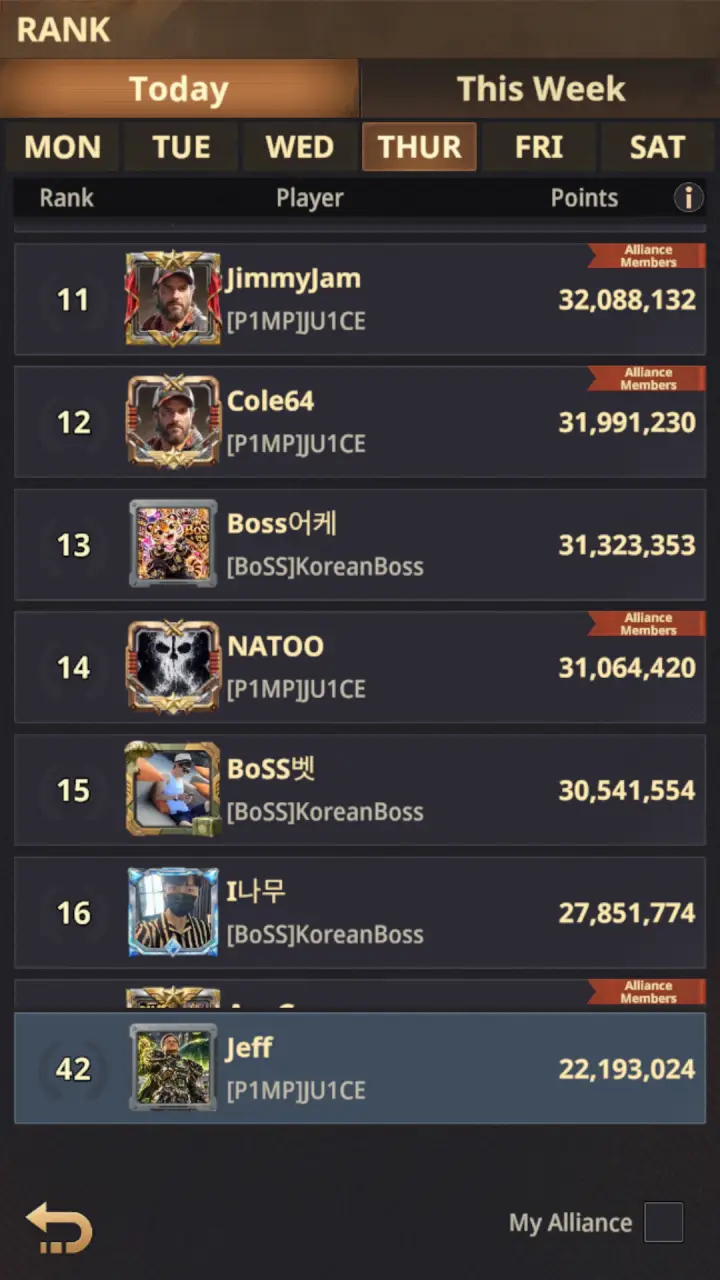 RANK
Today
This Week
MON
TUE
WED
THUR
FRI
SAT
Rank
Player
Points
Alliance
Members
11
JimmyJam
[P1MP]JU1CE
32,088,132
Alliance
Members
12
Cole64
[P1MP]JU1CE
31,991,230
13
Boss어케
[BoSS]KoreanBoss
31,323,353
Alliance
Members
14
NATOO
[P1MP]JU1CE
31,064,420
15
BoSS벳
[BoSS]KoreanBoss
30,541,554
16
I나무
[BoSS]KoreanBoss
27,851,774
Alliance
Members
42
Jeff
[P1MP]JU1CE
22,193,024
My Alliance